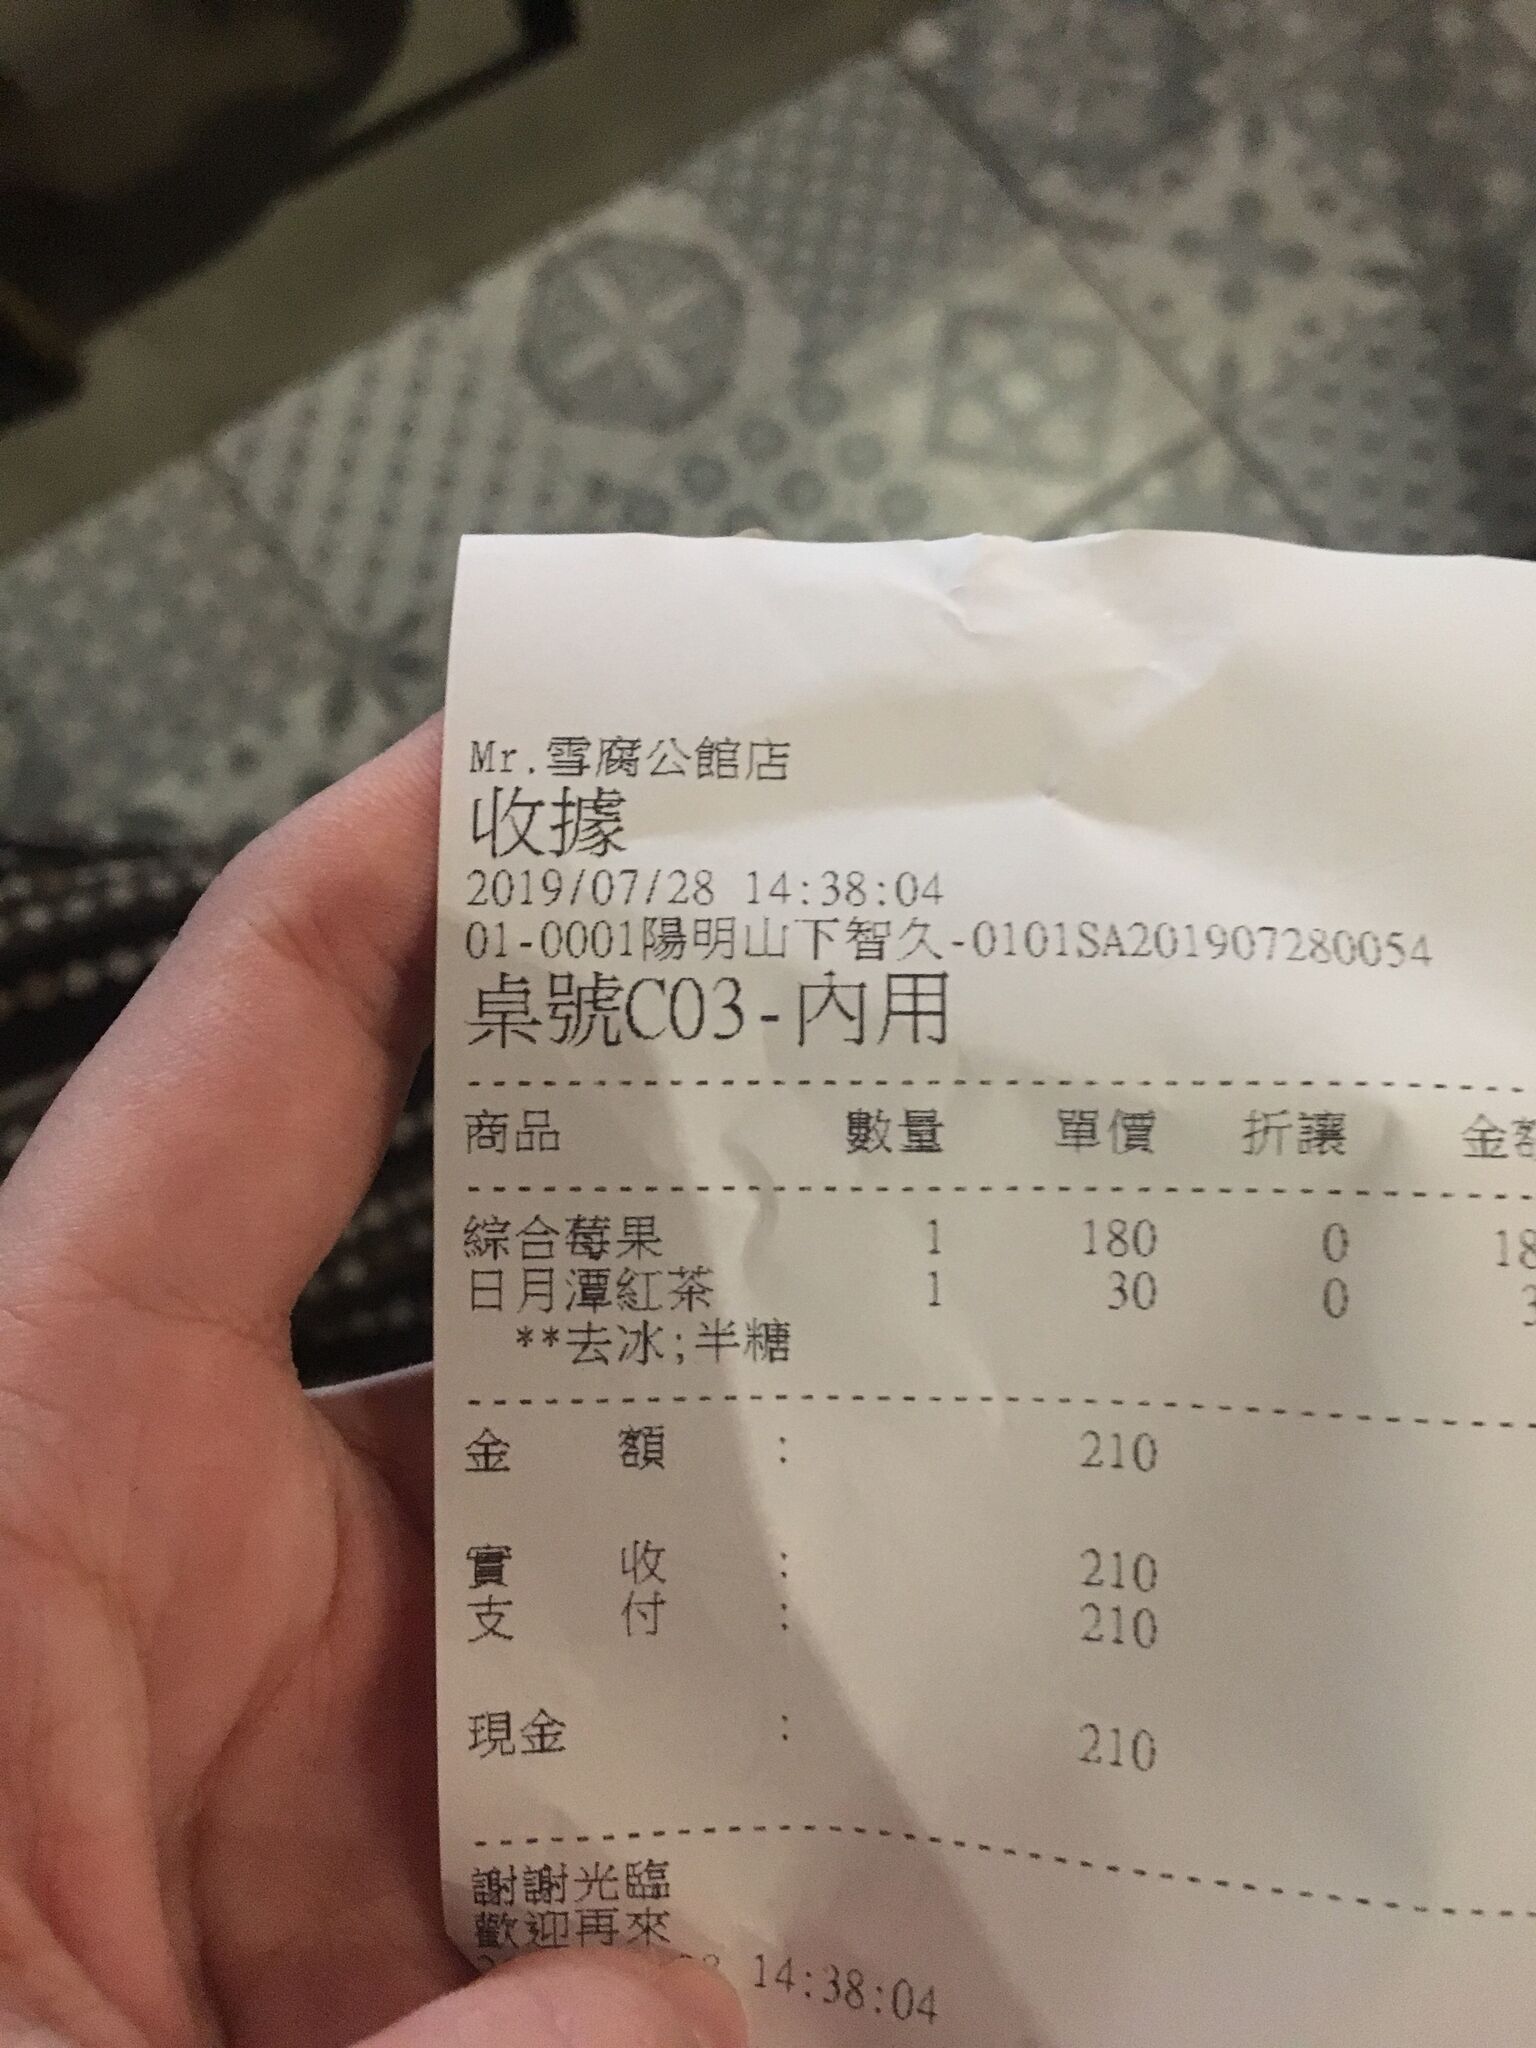 Mr.雪腐公館店
收據
2019/07/28 14:38:04
01-0001陽明山下智久-0101SA201907280054
桌號C03-內用
商品 數量 單價 折讓 金額
綜合莓果 1 180 0 18
日月潭紅茶 1 30 0 3
**去冰;半糖
金額: 210
實收: 210
支付: 210
現金: 210
謝謝光臨
歡迎再來
14:38:04